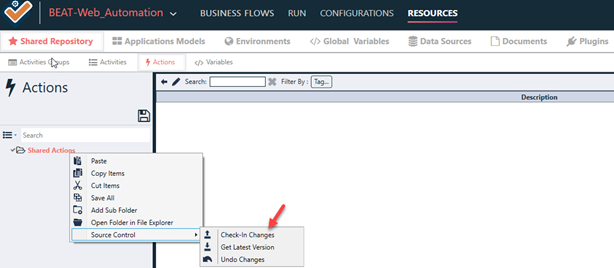 BEAT-Web_Automation BUSINESS FLOWS RUN CONFIGURATIONS RESOURCES
Shared Repository Applications Models Environments Global Variables Data Sources Documents Plugins
Activities Groups Activities Actions Variables
Actions
Search: Filter By : Tag...
Description
Search
Shared Actions
Paste
Copy Items
Cut Items
Save All
Add Sub Folder
Open Folder in File Explorer
Source Control
Check-In Changes
Get Latest Version
Undo Changes